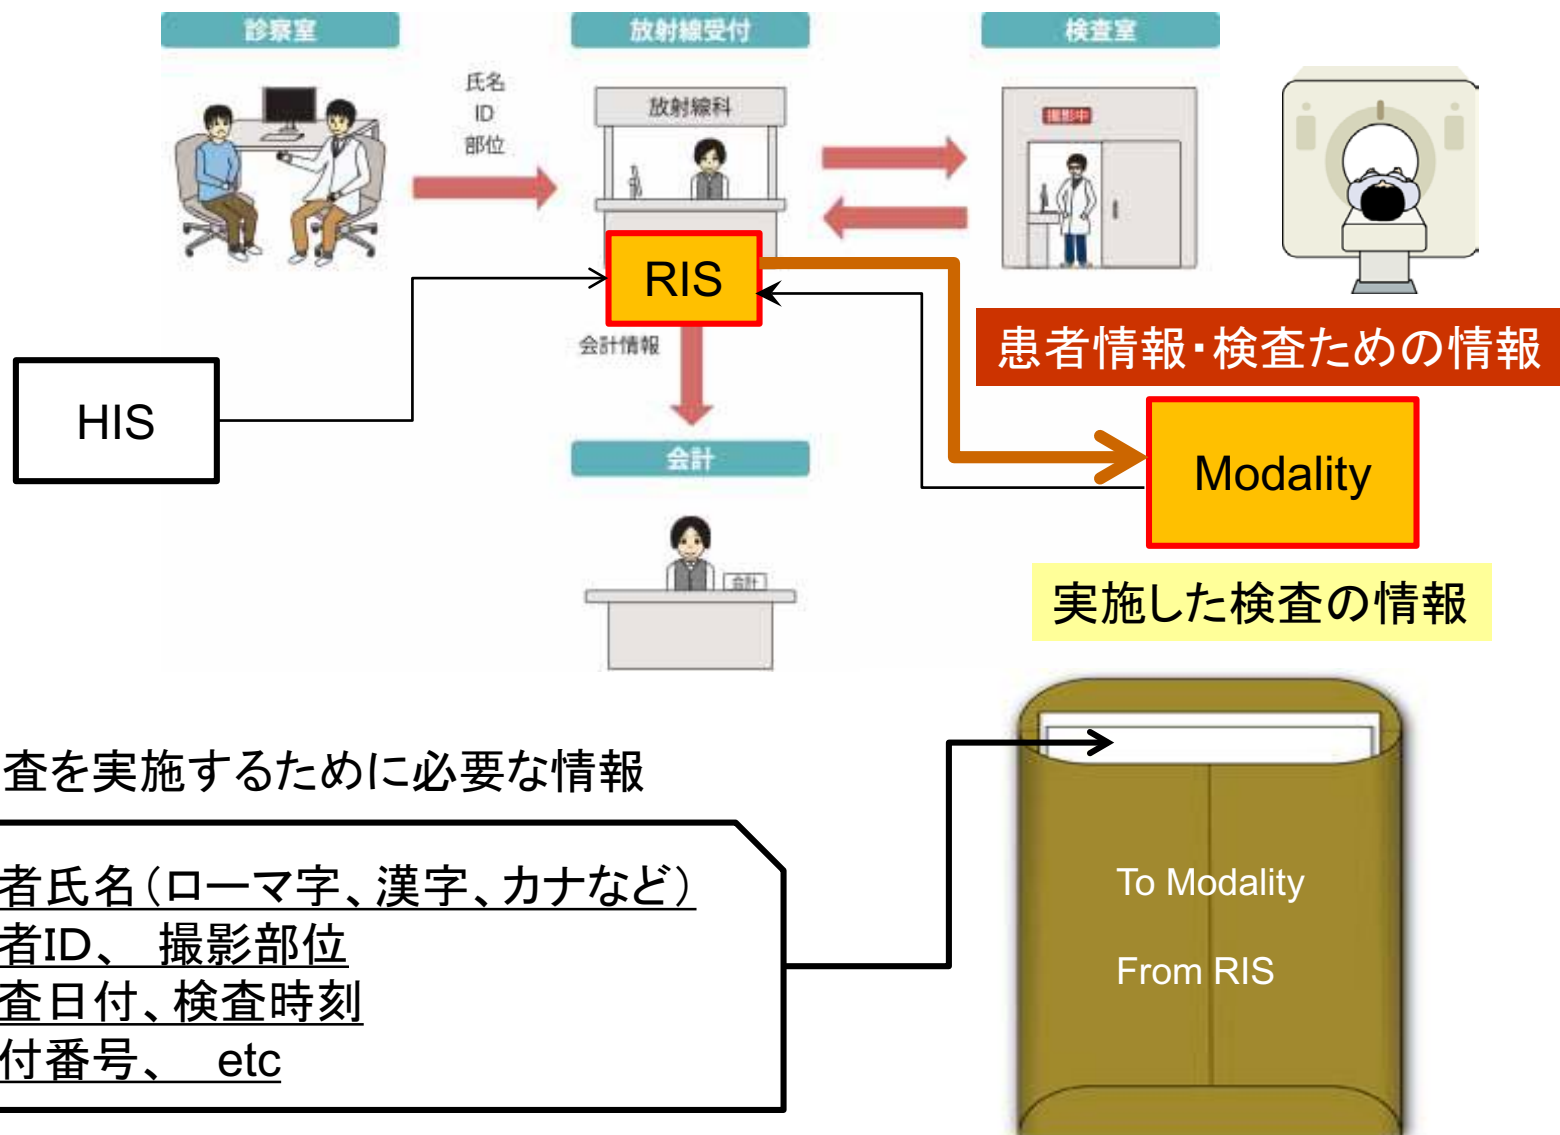 診察室
放射線受付
検査室
氏名
ID
部位
放射線科
撮影中
RIS
会計情報
患者情報・検査ための情報
HIS
会計
Modality
会計
実施した検査の情報
査を実施するために必要な情報
者氏名（ローマ字、漢字、カナなど）
者ID、 撮影部位
査日付、検査時刻
付番号、 etc
To Modality
From RIS